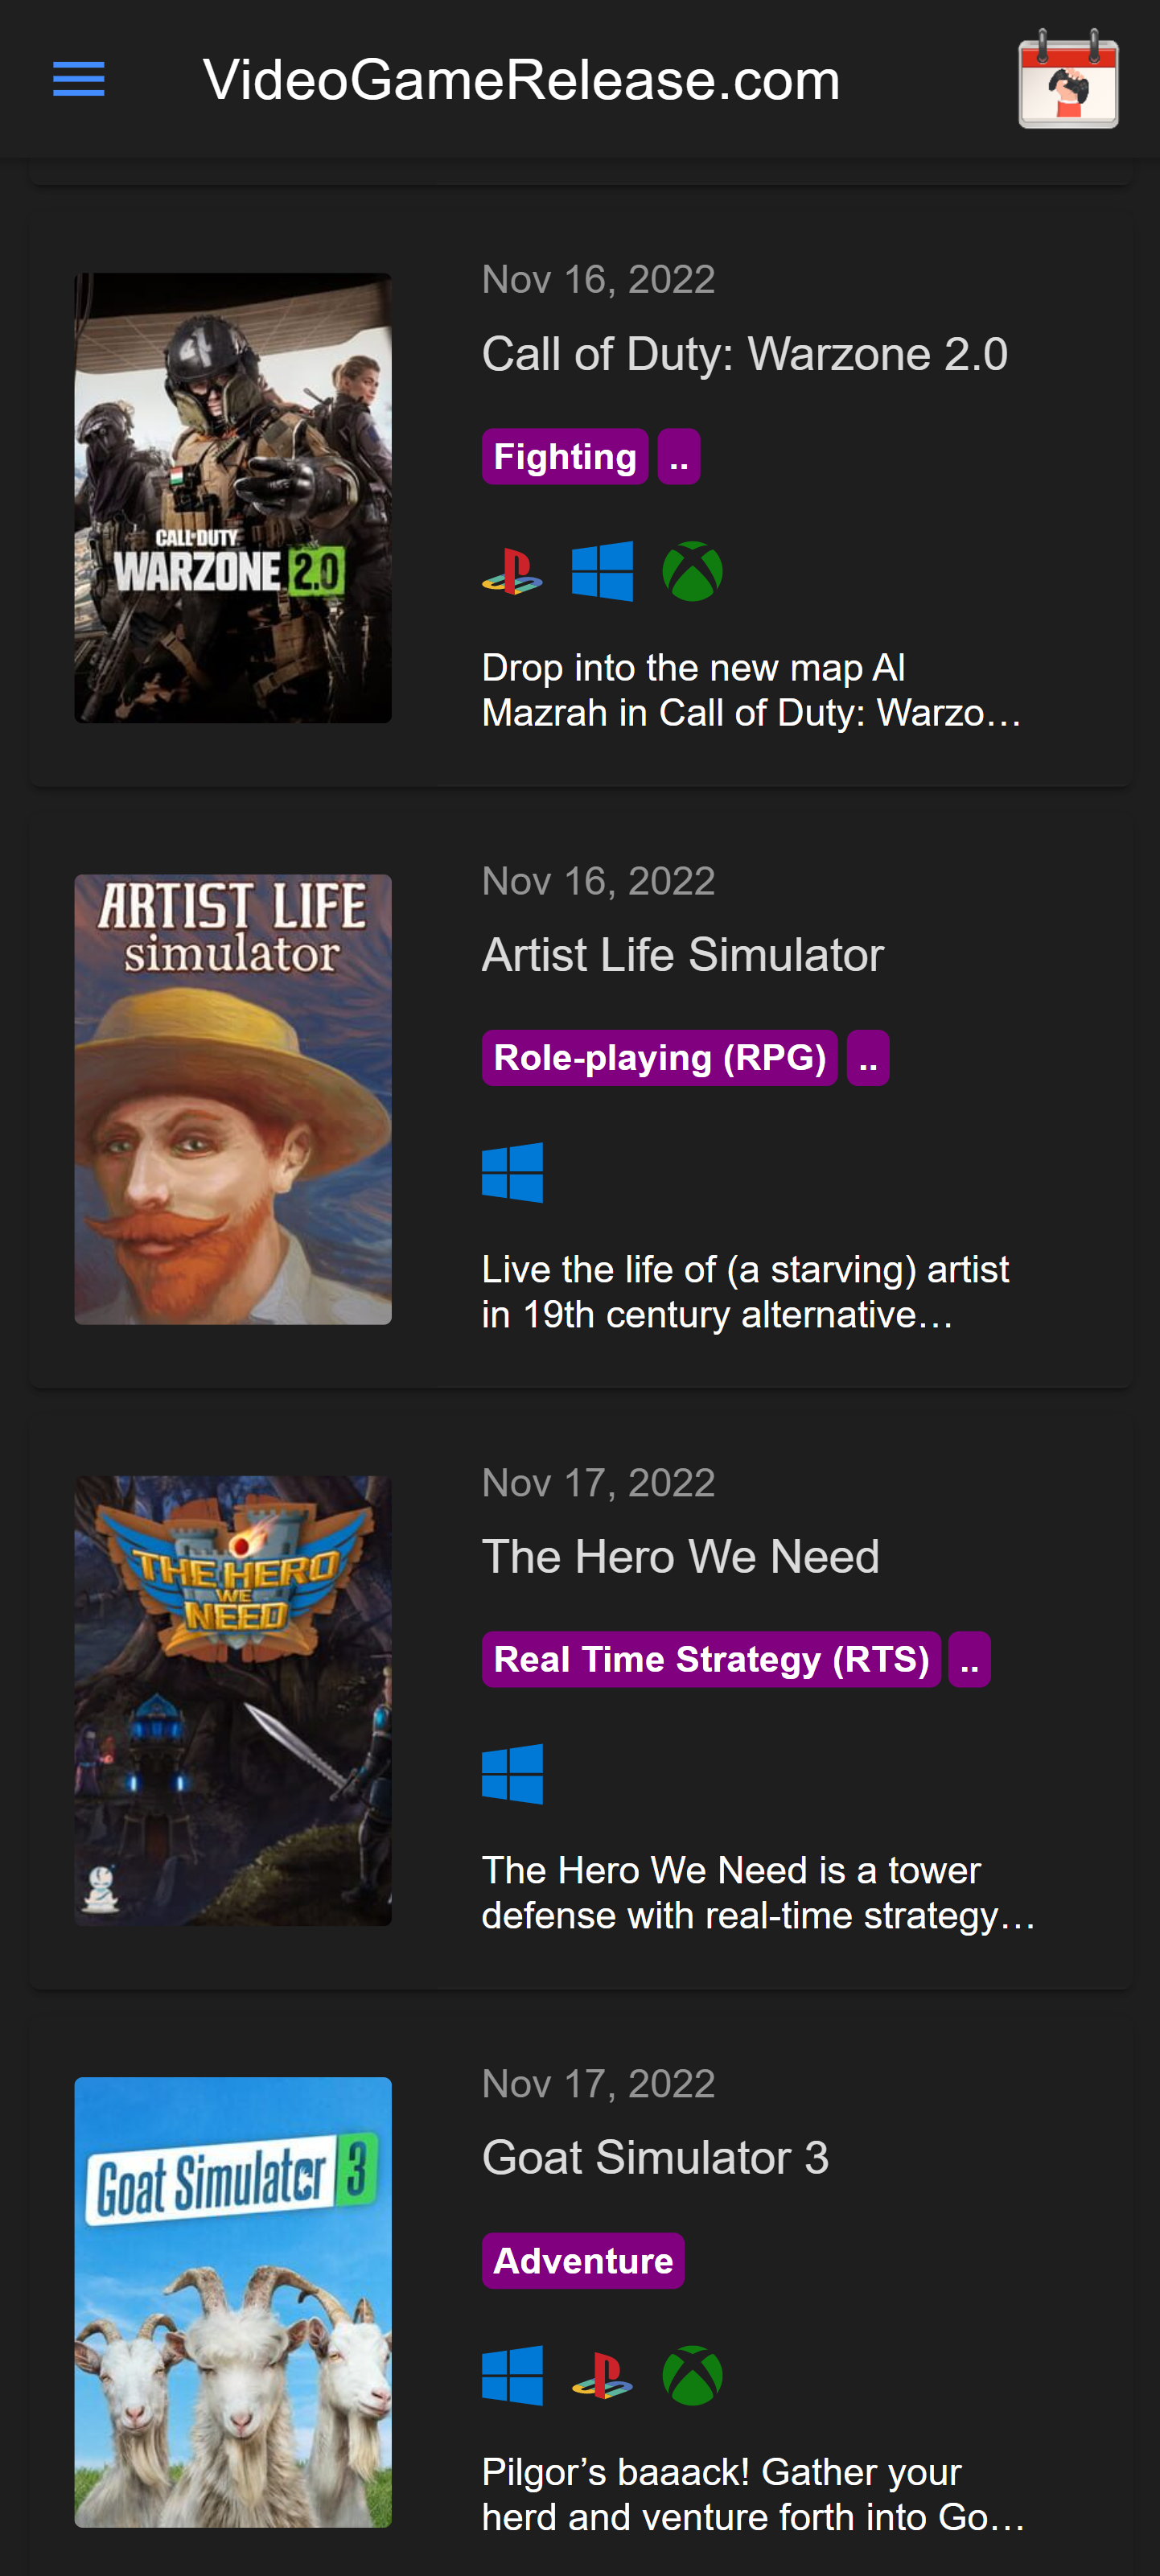 VideoGameRelease.com
Nov 16, 2022
Call of Duty: Warzone 2.0
Fighting ..
Drop into the new map Al
Mazrah in Call of Duty: Warzo…
CALL OF DUTY
WARZONE 2.0
Nov 16, 2022
Artist Life Simulator
Role-playing (RPG) ..
Live the life of (a starving) artist
in 19th century alternative…
ARTIST LIFE
simulator
Nov 17, 2022
The Hero We Need
Real Time Strategy (RTS) ..
The Hero We Need is a tower
defense with real-time strategy…
THE HERO
WE
NEED
Nov 17, 2022
Goat Simulator 3
Adventure
Pilgor’s baaack! Gather your
herd and venture forth into Go…
Goat Simulator 3